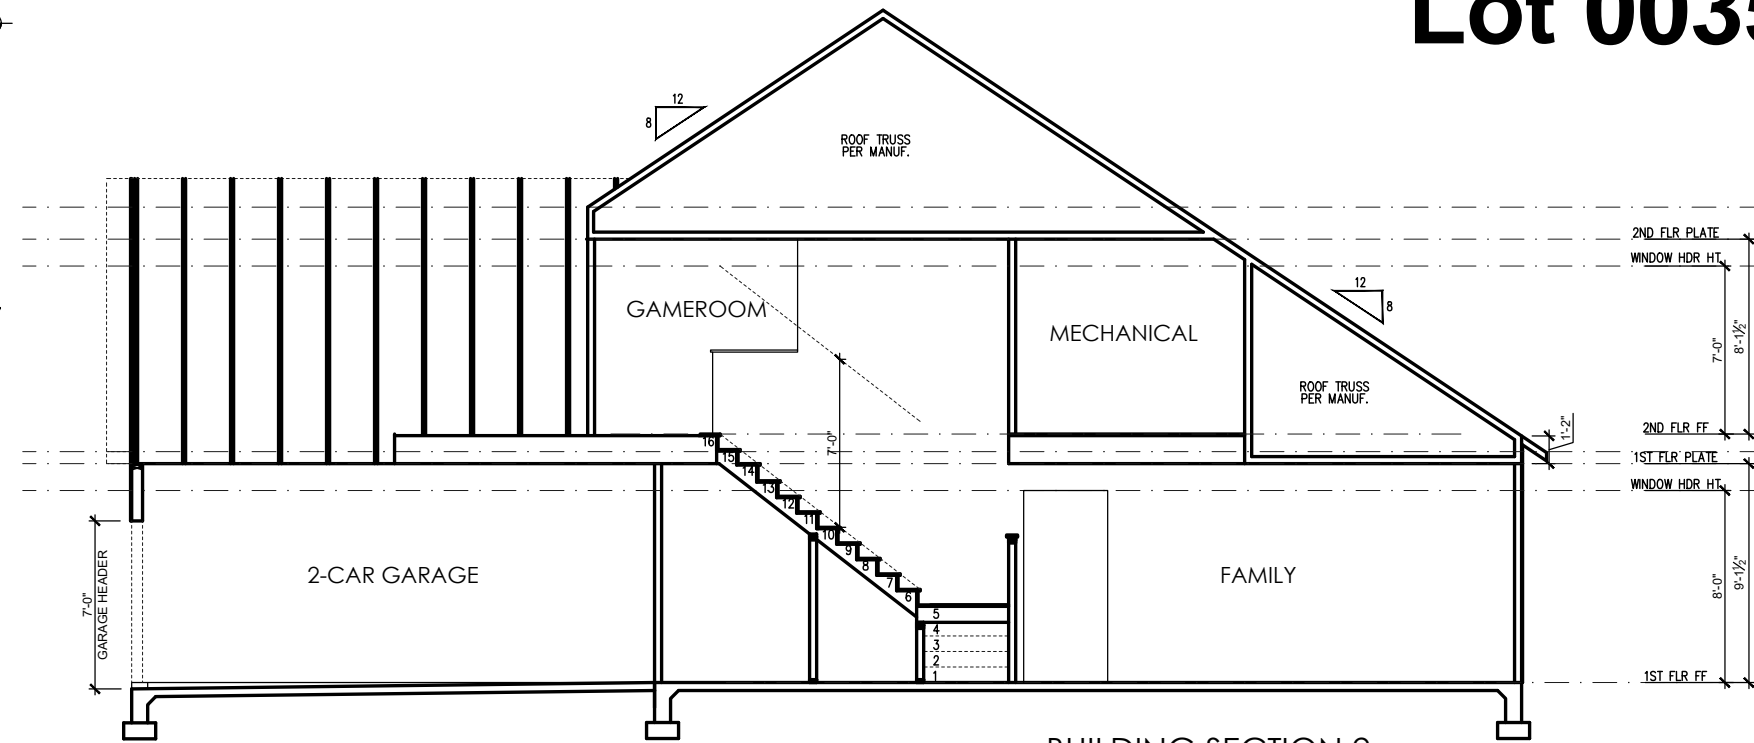 Lot 0035
12
8
ROOF TRUSS
PER MANUF.
2ND FLR PLATE
WINDOW HDR HT
GAMEROOM
MECHANICAL
12
8
7'-0"
8'-1½"
ROOF TRUSS
PER MANUF.
1'-2"
2ND FLR FF
7'-0"
1ST FLR PLATE
WINDOW HDR HT
16
15
14
13
12
11
10
9
8
7
6
5
4
3
2
1
2-CAR GARAGE
FAMILY
7'-0"
GARAGE HEADER
8'-0"
9'-1½"
1ST FLR FF